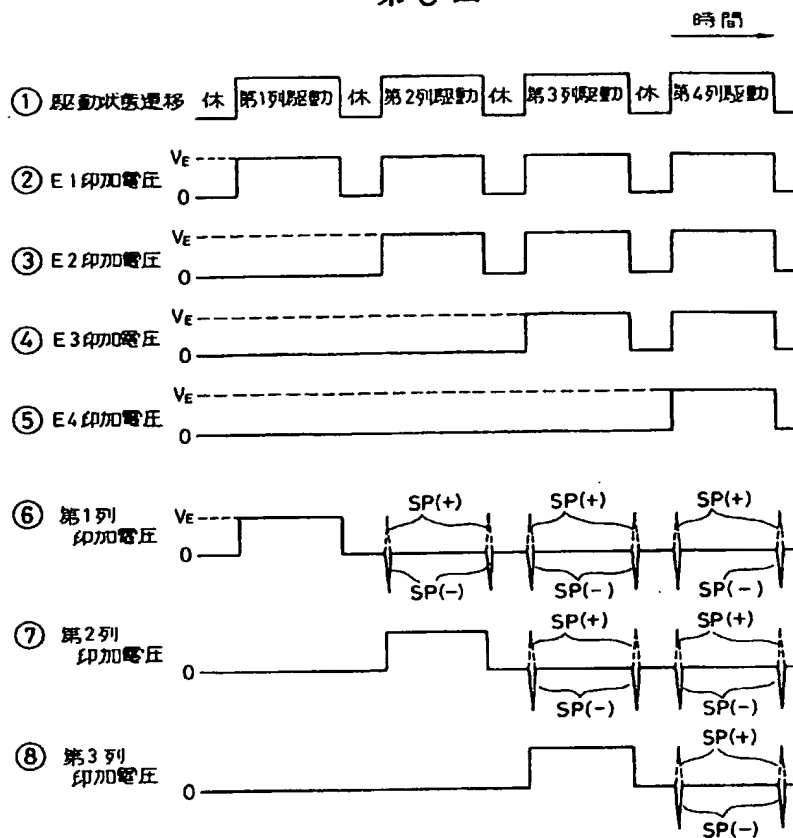 時間
① 駆動状態遷移 休 第1列駆動 休 第2列駆動 休 第3列駆動 休 第4列駆動
② E1印加電圧 VE 0
③ E2印加電圧 VE 0
④ E3印加電圧 VE 0
⑤ E4印加電圧 VE 0
⑥ 第1列 印加電圧 VE 0
SP(+) SP(+) SP(+)
SP(-) SP(-) SP(-)
⑦ 第2列 印加電圧 0
SP(+) SP(+)
SP(-) SP(-)
⑧ 第3列 印加電圧 0
SP(+)
SP(-)